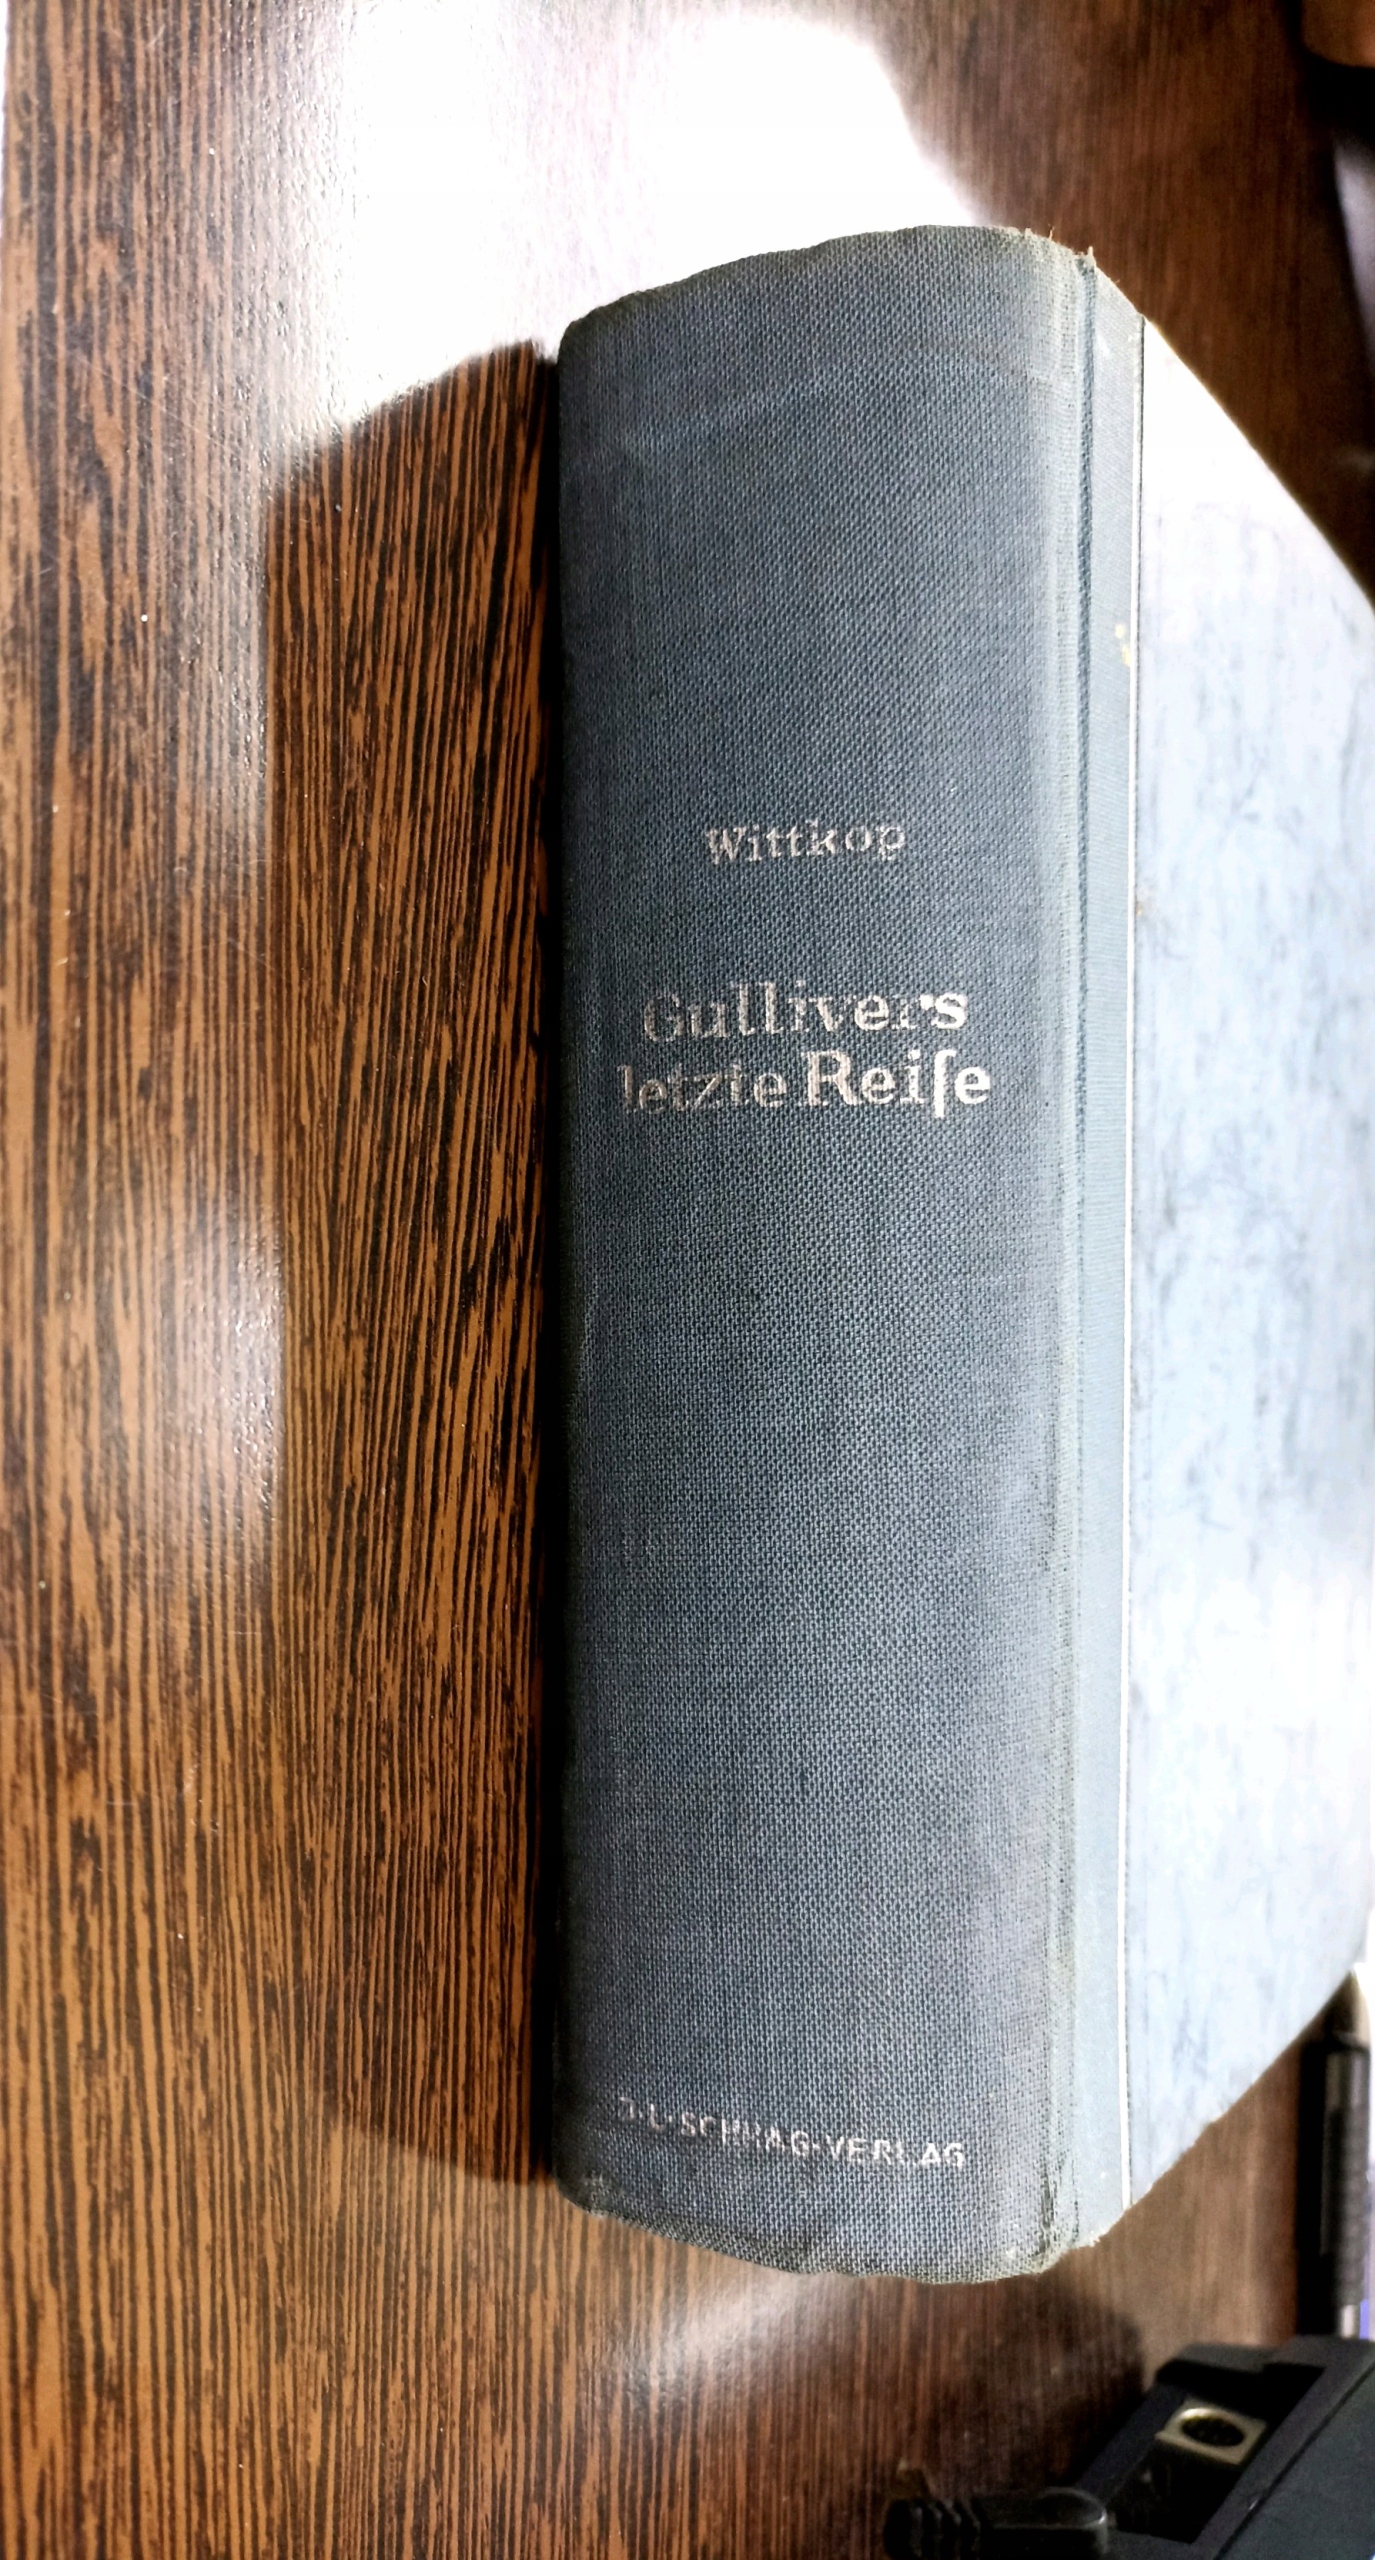 Wittkop
Gullivers
letzte Reiſe
J·L·SCHRAG-VERLAG